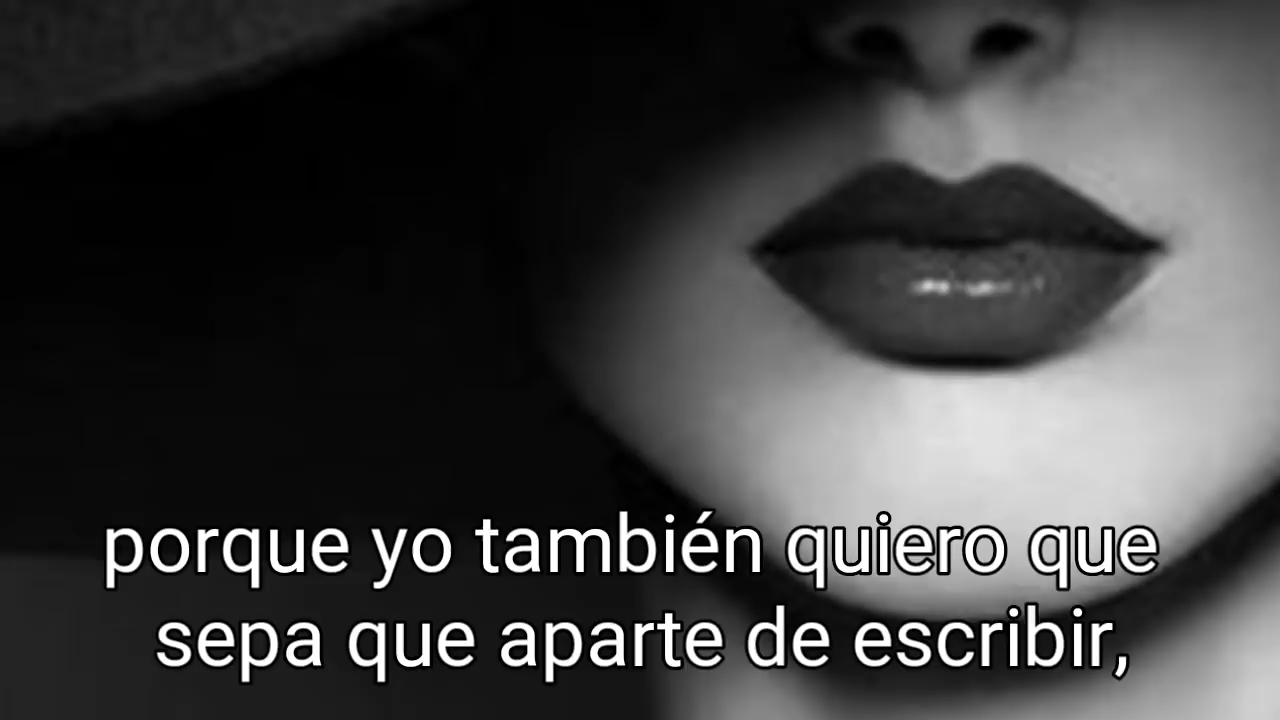 porque yo también quiero que
sepa que aparte de escribir,